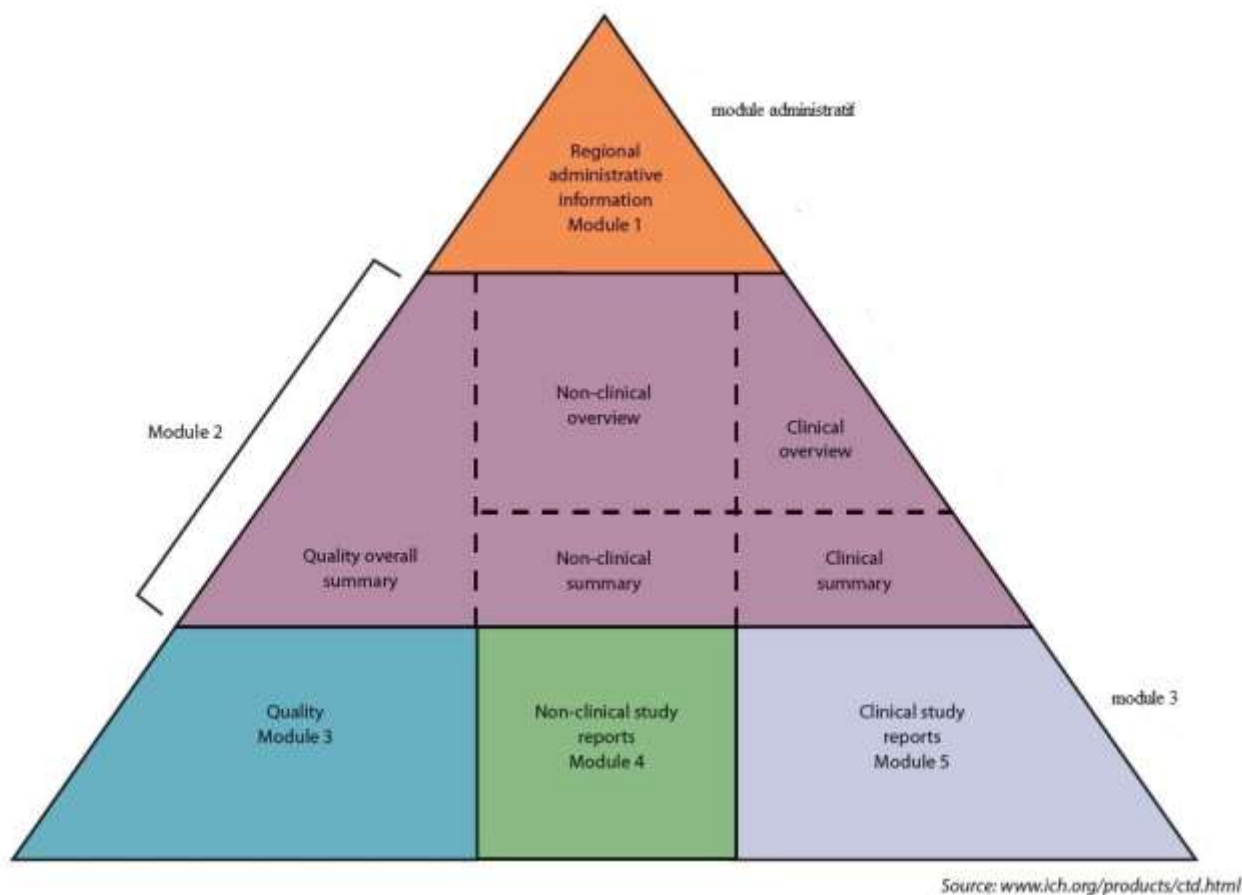 module administratif
Regional
administrative
information
Module 1
Module 2
Non-clinical
overview
Clinical
overview
Quality overall
summary
Non-clinical
summary
Clinical
summary
module 3
Quality
Module 3
Non-clinical study
reports
Module 4
Clinical study
reports
Module 5
Source: www.ich.org/products/ctd.html